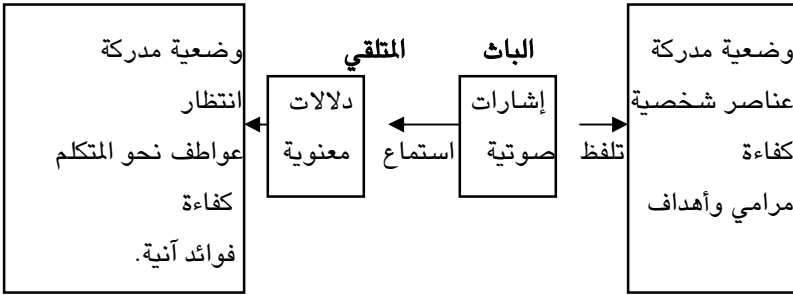 الباث
المتلقي
وضعية مدركة
عناصر شخصية
كفاءة
مرامي وأهداف
تلفظ
إشارات
صوتية
استماع
دلالات
معنوية
وضعية مدركة
انتظار
عواطف نحو المتكلم
كفاءة
فوائد آنية.